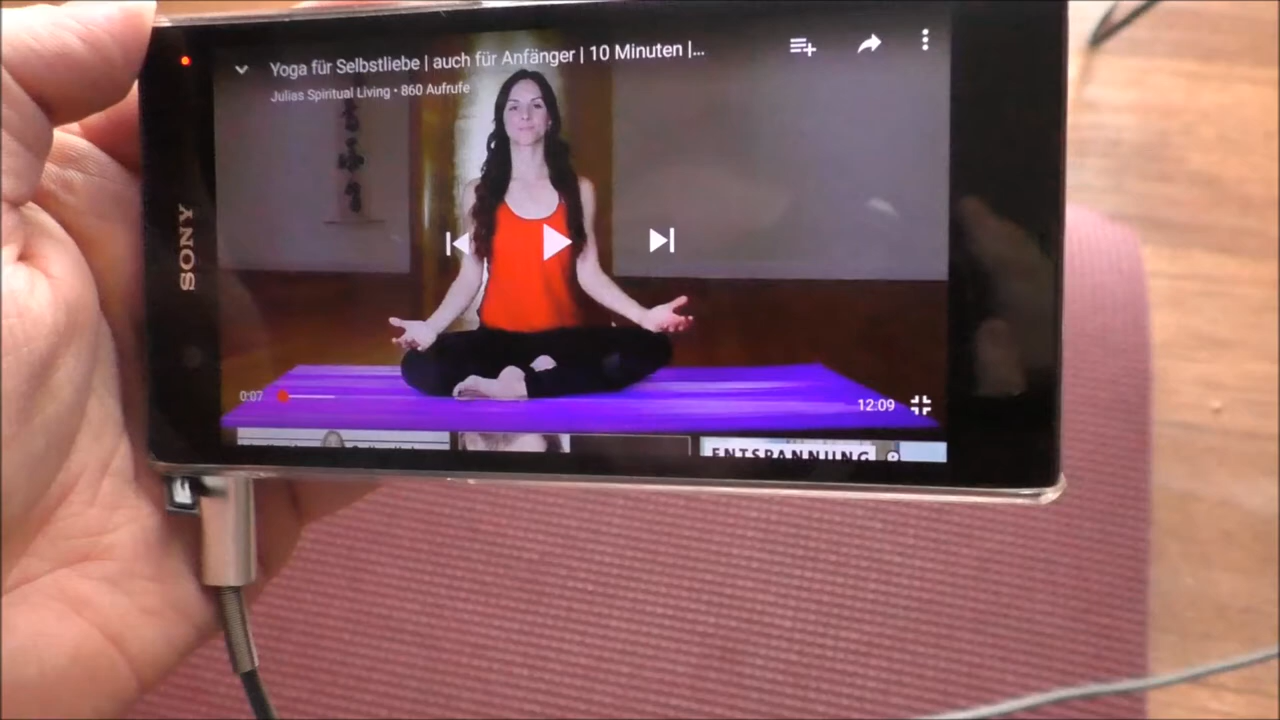 Yoga für Selbstliebe | auch für Anfänger | 10 Minuten |...
Julias Spiritual Living • 860 Aufrufe
SONY
0:07
12:09
ENTSPANNUNG